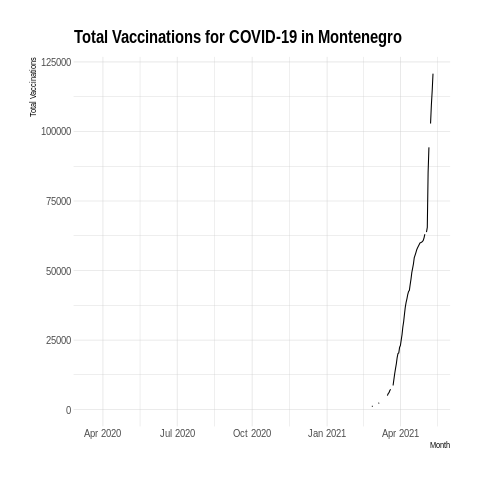 Total Vaccinations for COVID-19 in Montenegro
Total Vaccinations
125000
100000
75000
50000
25000
0
Apr 2020 Jul 2020 Oct 2020 Jan 2021 Apr 2021
Month